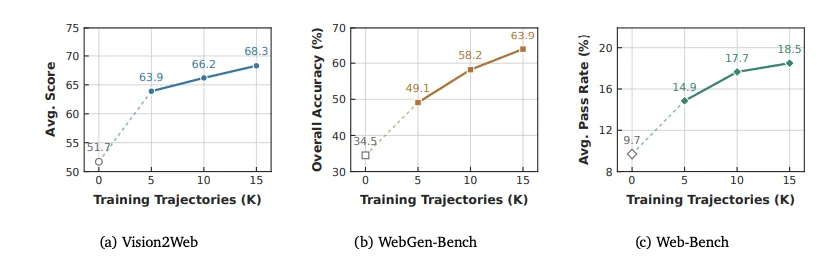 75
70
65
60
55
50
Avg. Score
51.7
63.9
66.2
68.3
0 5 10 15
Training Trajectories (K)
(a) Vision2Web
70
60
50
40
30
Overall Accuracy (%)
34.5
49.1
58.2
63.9
0 5 10 15
Training Trajectories (K)
(b) WebGen-Bench
20
16
12
8
Avg. Pass Rate (%)
9.7
14.9
17.7
18.5
0 5 10 15
Training Trajectories (K)
(c) Web-Bench